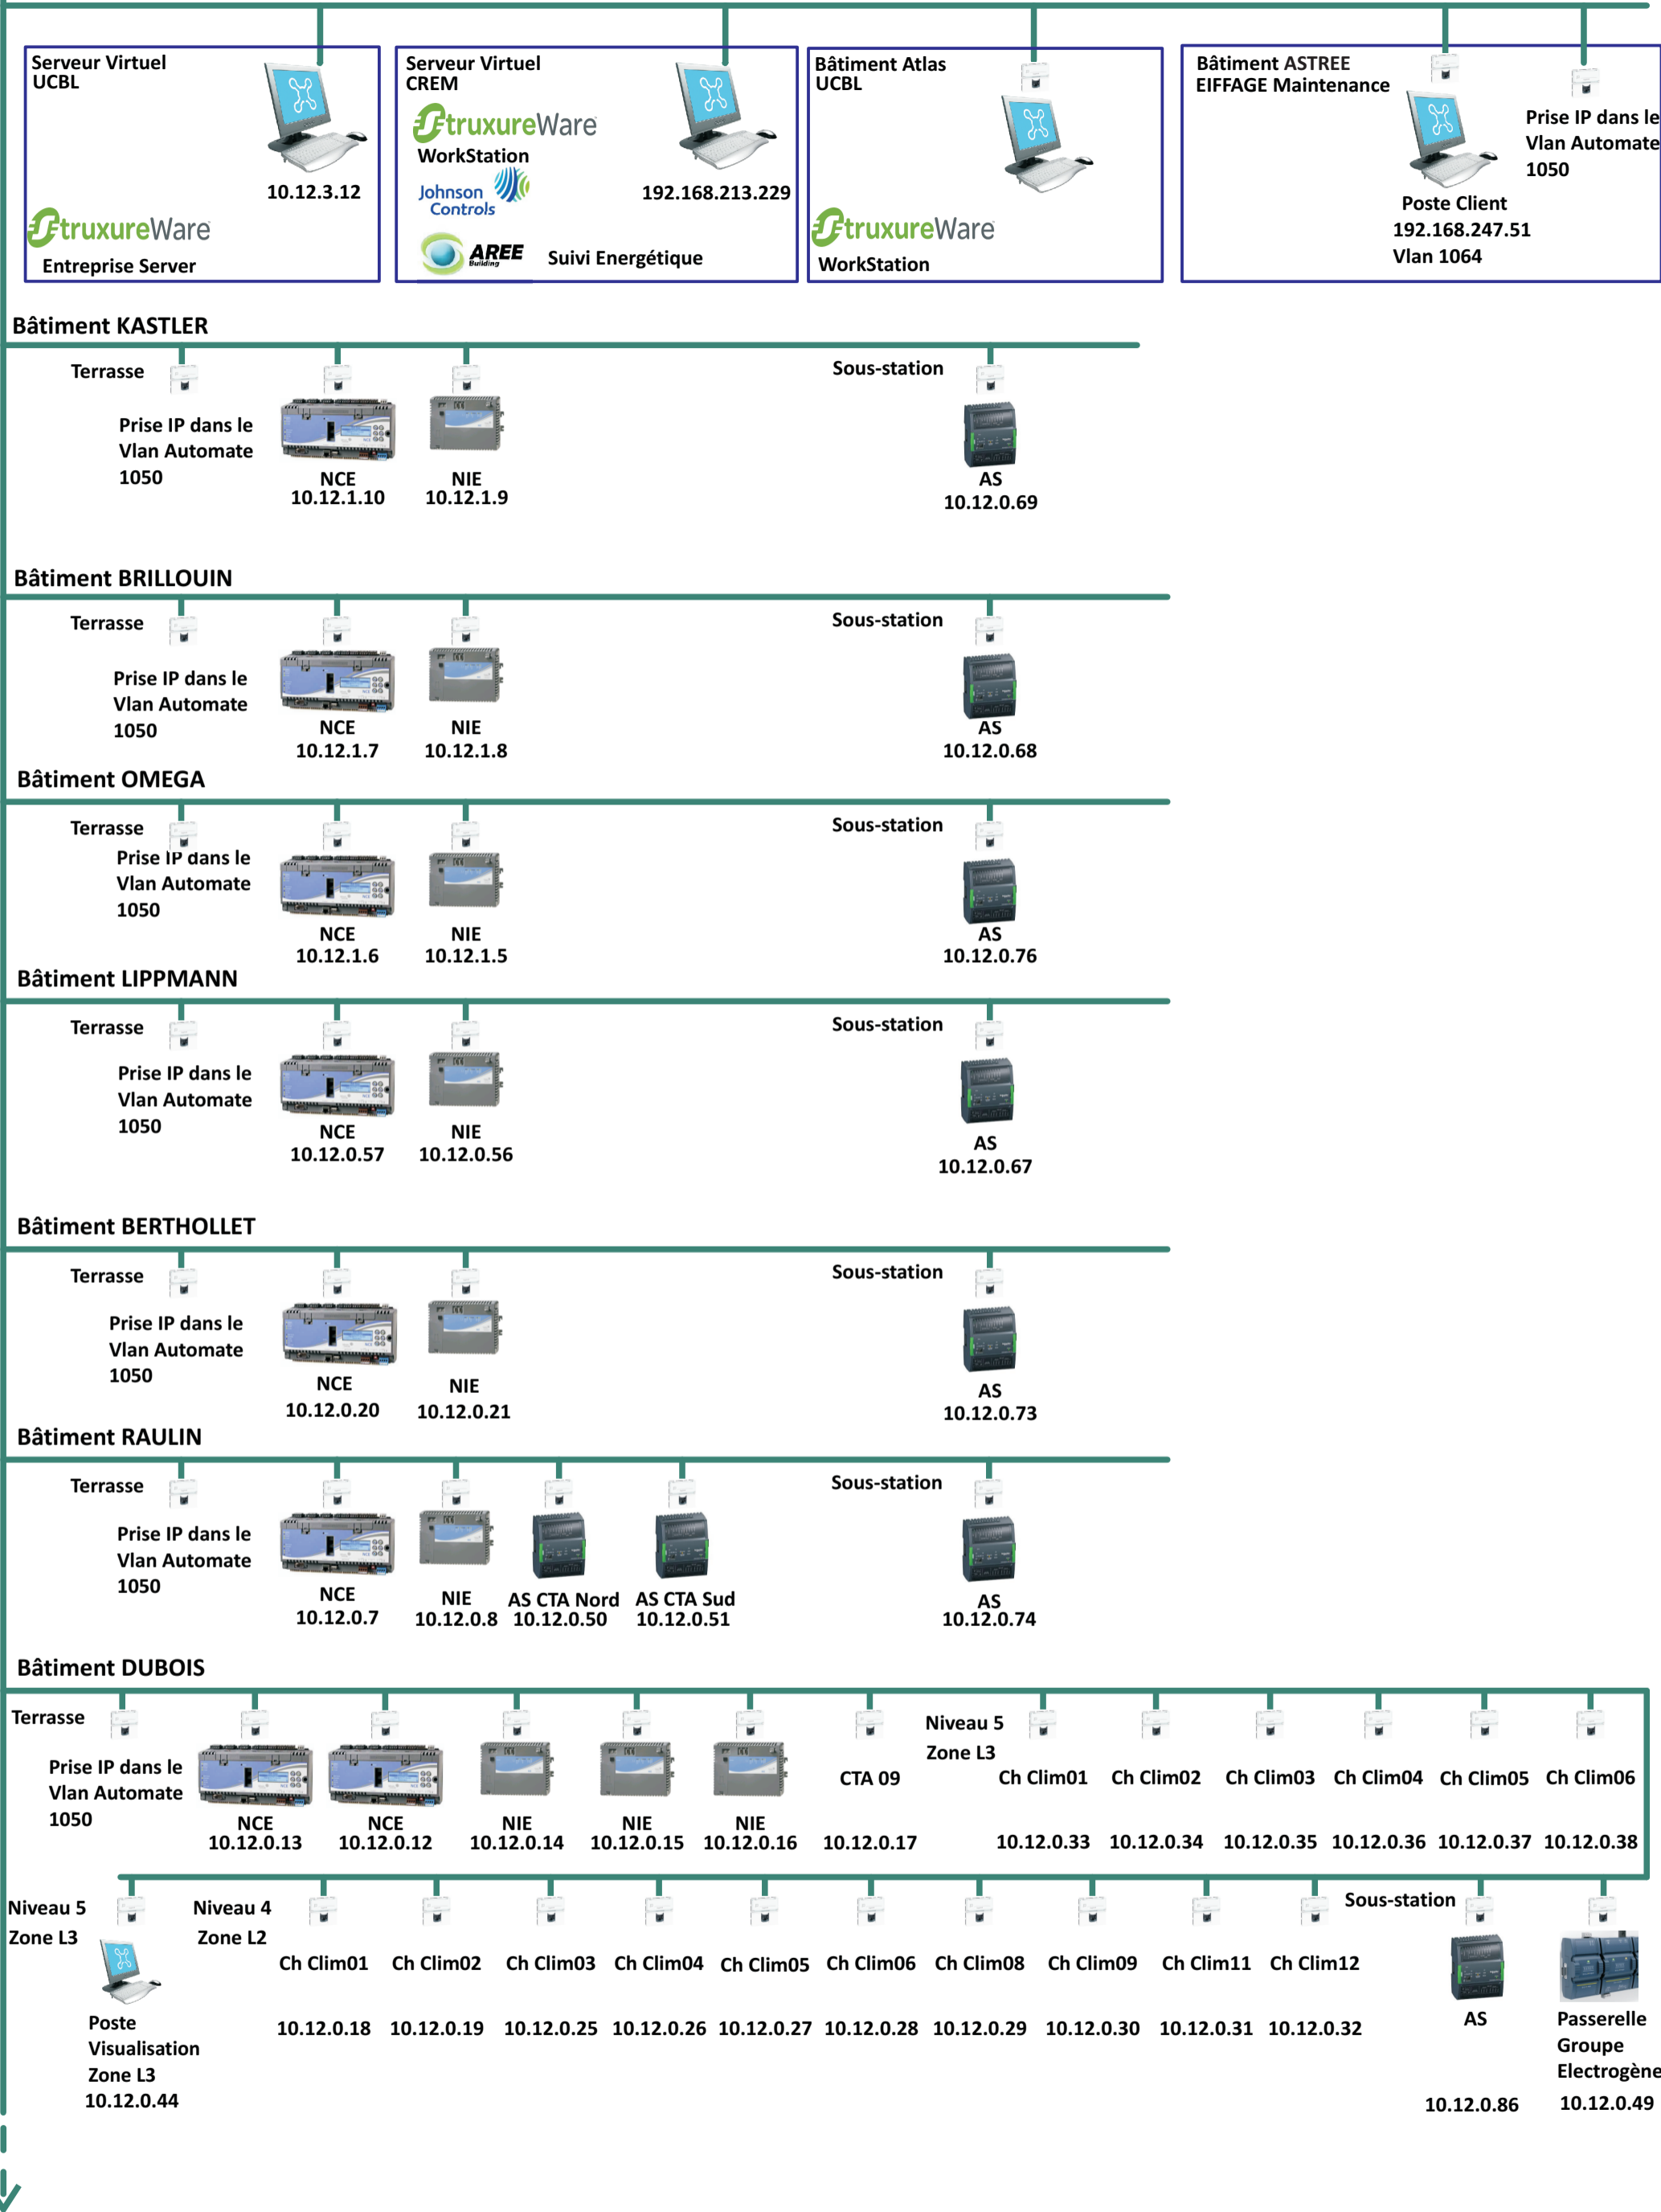 Serveur Virtuel
UCBL
10.12.3.12
StruxureWare
Entreprise Server
Serveur Virtuel
CREM
StruxureWare
WorkStation
Johnson
Controls
192.168.213.229
AREE
Building
Suivi Energétique
Bâtiment Atlas
UCBL
StruxureWare
WorkStation
Bâtiment ASTREE
EIFFAGE Maintenance
Poste Client
192.168.247.51
Vlan 1064
Prise IP dans le
Vlan Automate
1050
Bâtiment KASTLER
Terrasse
Prise IP dans le
Vlan Automate
1050
NCE
10.12.1.10
NIE
10.12.1.9
Sous-station
AS
10.12.0.69
Bâtiment BRILLOUIN
Terrasse
Prise IP dans le
Vlan Automate
1050
NCE
10.12.1.7
NIE
10.12.1.8
Sous-station
AS
10.12.0.68
Bâtiment OMEGA
Terrasse
Prise IP dans le
Vlan Automate
1050
NCE
10.12.1.6
NIE
10.12.1.5
Sous-station
AS
10.12.0.76
Bâtiment LIPPMANN
Terrasse
Prise IP dans le
Vlan Automate
1050
NCE
10.12.0.57
NIE
10.12.0.56
Sous-station
AS
10.12.0.67
Bâtiment BERTHOLLET
Terrasse
Prise IP dans le
Vlan Automate
1050
NCE
10.12.0.20
NIE
10.12.0.21
Sous-station
AS
10.12.0.73
Bâtiment RAULIN
Terrasse
Prise IP dans le
Vlan Automate
1050
NCE
10.12.0.7
NIE
10.12.0.8
AS CTA Nord
10.12.0.50
AS CTA Sud
10.12.0.51
Sous-station
AS
10.12.0.74
Bâtiment DUBOIS
Terrasse
Prise IP dans le
Vlan Automate
1050
NCE
10.12.0.13
NCE
10.12.0.12
NIE
10.12.0.14
NIE
10.12.0.15
NIE
10.12.0.16
CTA 09
10.12.0.17
Niveau 5
Zone L3
Ch Clim01
10.12.0.33
Ch Clim02
10.12.0.34
Ch Clim03
10.12.0.35
Ch Clim04
10.12.0.36
Ch Clim05
10.12.0.37
Ch Clim06
10.12.0.38
Niveau 5
Zone L3
Poste
Visualisation
Zone L3
10.12.0.44
Niveau 4
Zone L2
Ch Clim01
10.12.0.18
Ch Clim02
10.12.0.19
Ch Clim03
10.12.0.25
Ch Clim04
10.12.0.26
Ch Clim05
10.12.0.27
Ch Clim06
10.12.0.28
Ch Clim08
10.12.0.29
Ch Clim09
10.12.0.30
Ch Clim11
10.12.0.31
Ch Clim12
10.12.0.32
Sous-station
AS
10.12.0.86
Passerelle
Groupe
Electrogène
10.12.0.49